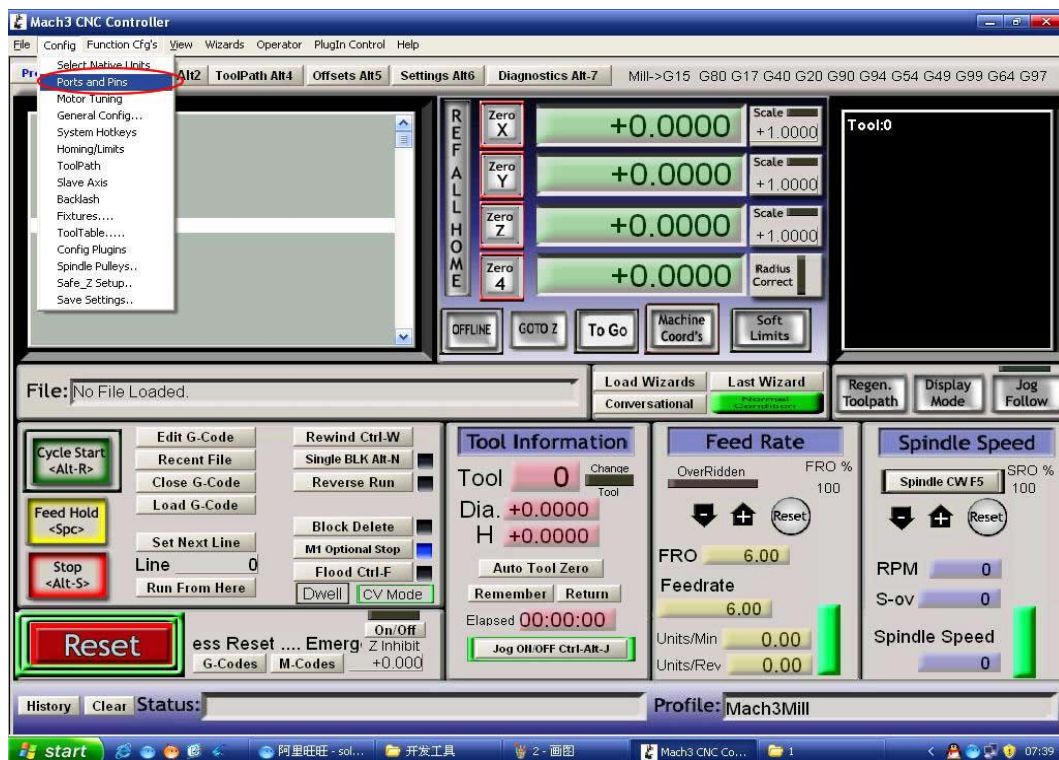 Mach3 CNC Controller
File Config Function Cfg's View Wizards Operator PlugIn Control Help
Alt2 ToolPath Alt4 Offsets Alt5 Settings Alt6 Diagnostics Alt-7 Mill->G15 G80 G17 G40 G20 G90 G94 G54 G49 G99 G64 G97
Select Native Units
Ports and Pins
Motor Tuning
General Config...
System Hotkeys
Homing/Limits
ToolPath
Slave Axis
Backlash
Fixtures....
ToolTable.....
Config Plugins
Spindle Pulleys..
Safe_Z Setup..
Save Settings..
REF ALL HOME
Zero X +0.0000 Scale +1.0000
Zero Y +0.0000 Scale +1.0000
Zero Z +0.0000 Scale +1.0000
Zero 4 +0.0000 Radius Correct
OFFLINE GOTO Z To Go Machine Coord's Soft Limits
Tool:0
File: No File Loaded.
Load Wizards Last Wizard
Conversational Normal Condition
Regen. Toolpath Display Mode Jog Follow
Cycle Start <Alt-R>
Feed Hold <Spc>
Stop <Alt-S>
Edit G-Code
Recent File
Close G-Code
Load G-Code
Set Next Line
Line 0
Run From Here
Rewind Ctrl-W
Single BLK Alt-N
Reverse Run
Block Delete
M1 Optional Stop
Flood Ctrl-F
Dwell CV Mode
Reset
ess Reset .... Emerg
G-Codes M-Codes
On/Off
Z Inhibit
+0.000
Tool Information
Tool 0 Change Tool
Dia. +0.0000
H +0.0000
Auto Tool Zero
Remember Return
Elapsed 00:00:00
Jog ON/OFF Ctrl-Alt-J
Feed Rate
OverRidden FRO % 100
Reset
FRO 6.00
Feedrate
6.00
Units/Min 0.00
Units/Rev 0.00
Spindle Speed
Spindle CW F5 SRO % 100
Reset
RPM 0
S-ov 0
Spindle Speed
0
History Clear Status:
Profile: Mach3Mill
start 阿里旺旺 - sol... 开发工具 2 - 画图 Mach3 CNC Co... 1 07:39